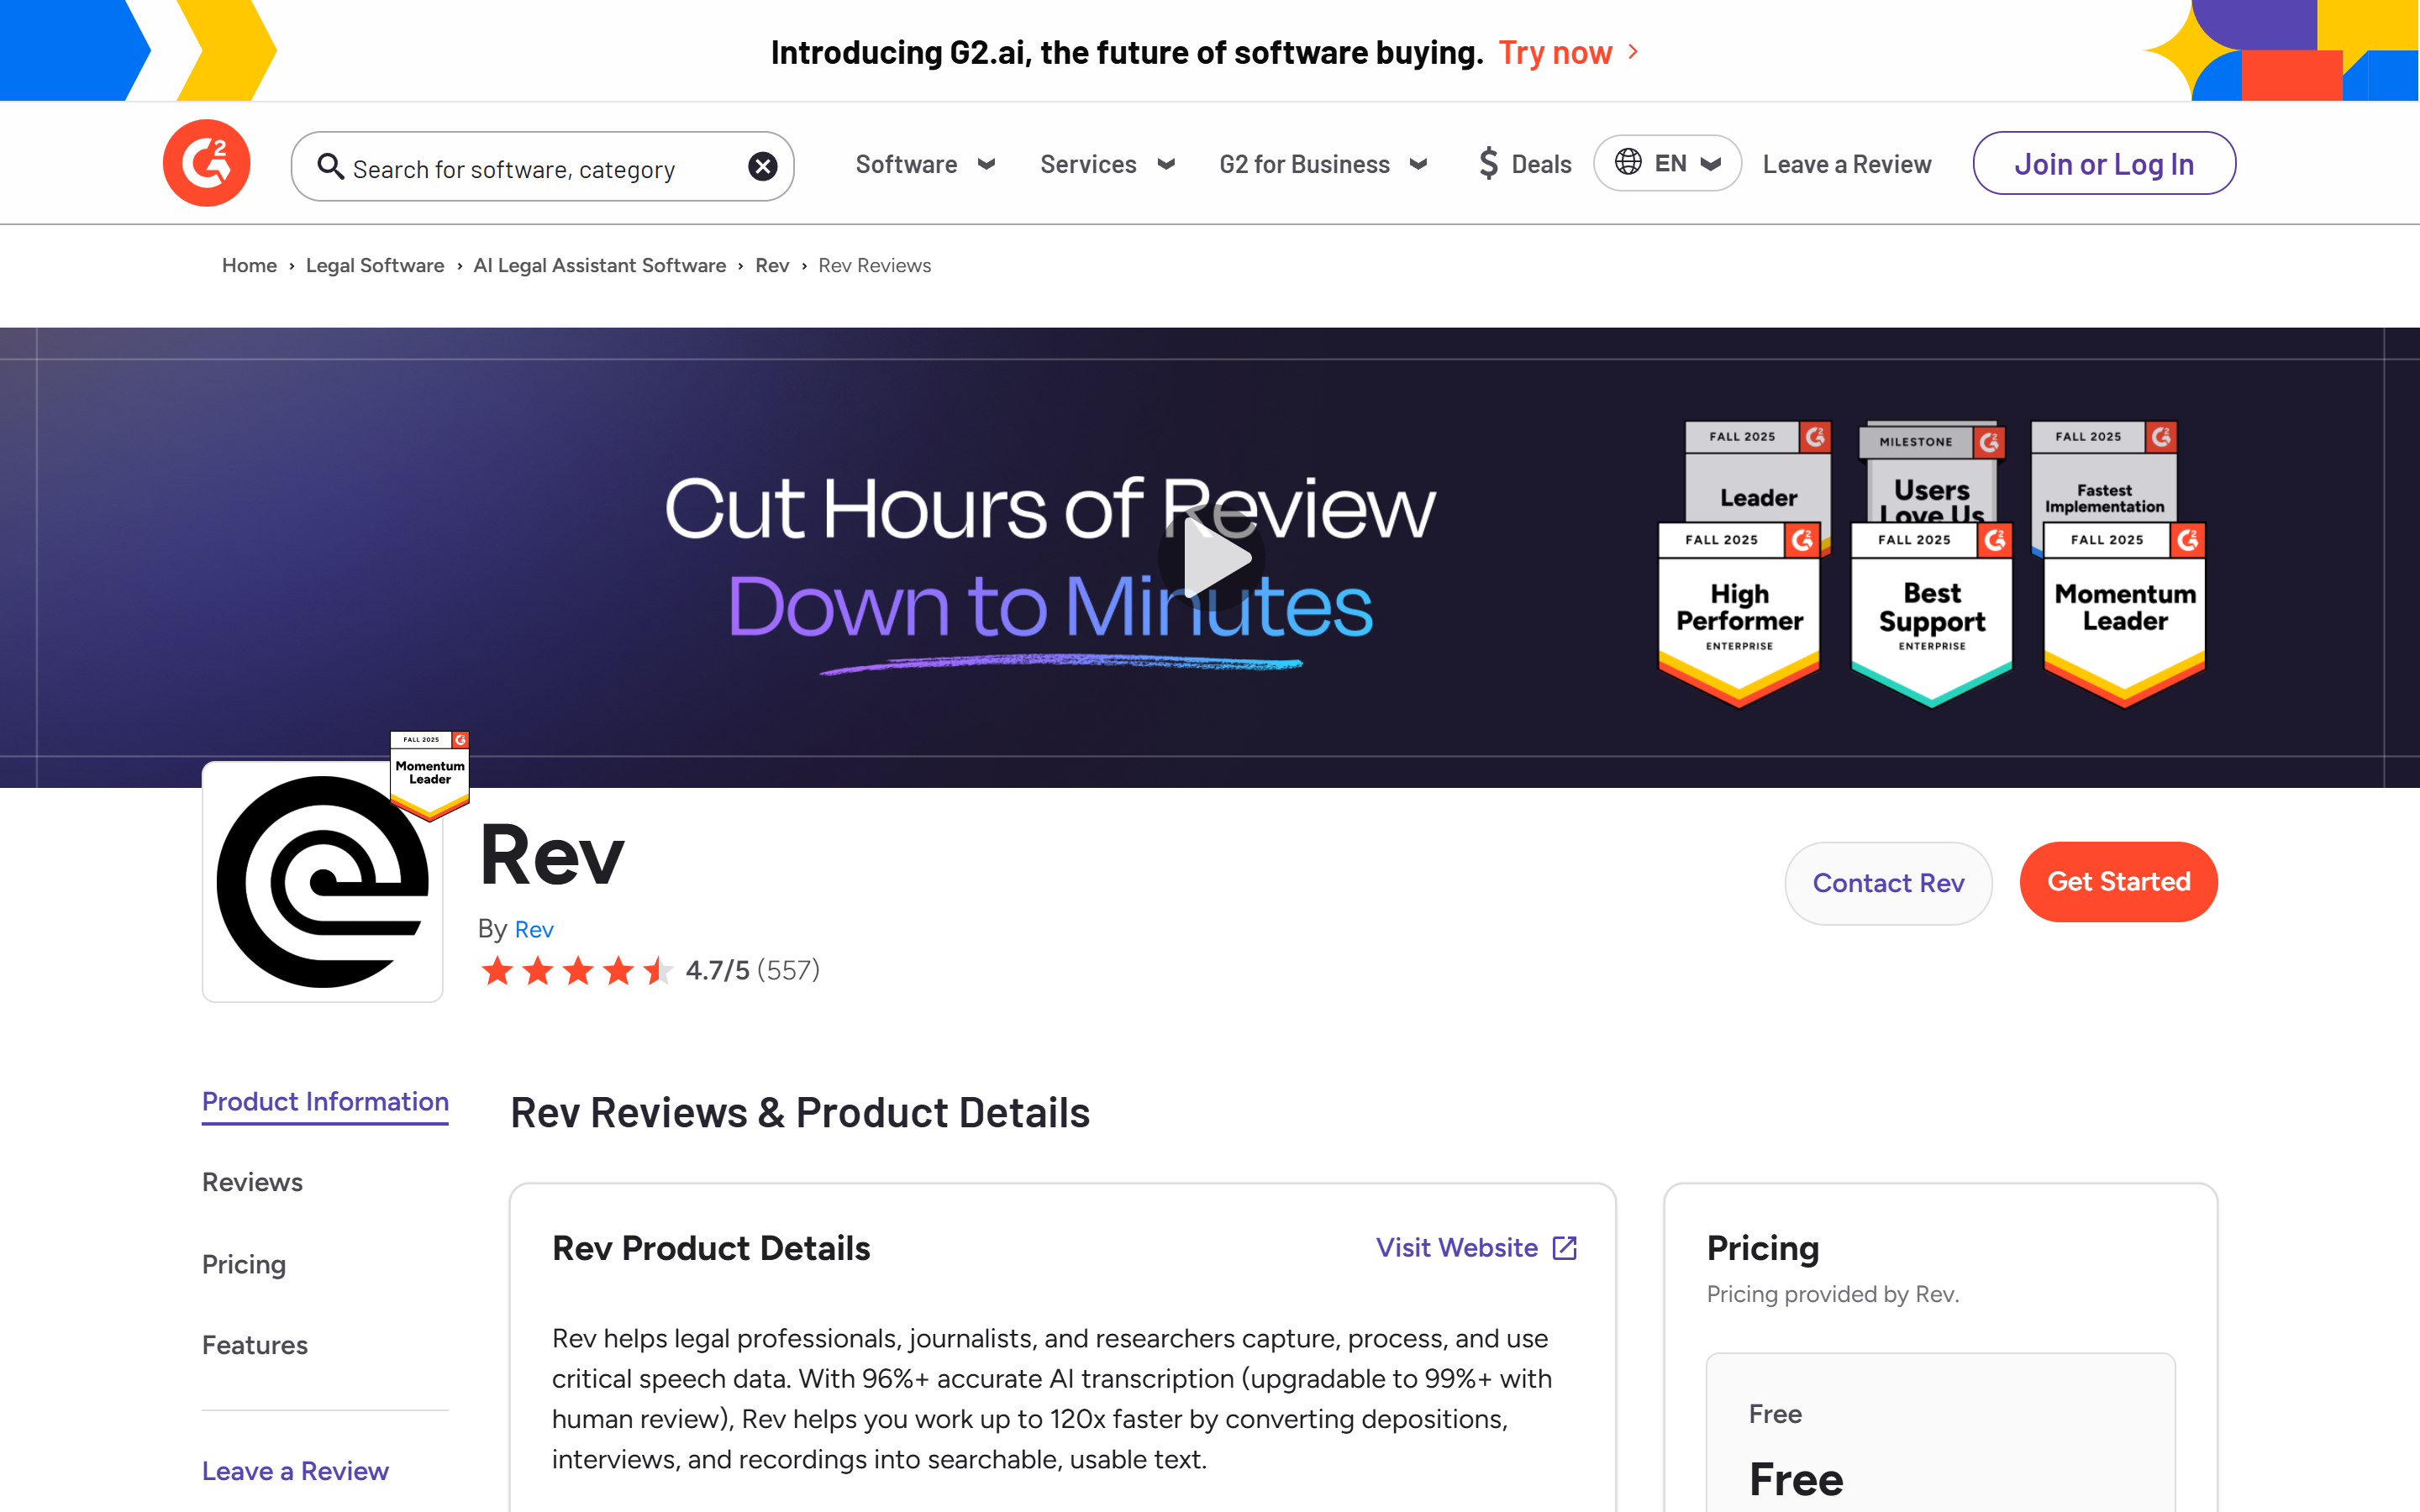 Introducing G2.ai, the future of software buying. Try now
G2
Search for software, category
Software
Services
G2 for Business
$ Deals
EN
Leave a Review
Join or Log In
Home › Legal Software › AI Legal Assistant Software › Rev › Rev Reviews
Cut Hours of Review
Down to Minutes
FALL 2025
Leader
MILESTONE
Users
Love Us
FALL 2025
Fastest
Implementation
FALL 2025
High
Performer
ENTERPRISE
FALL 2025
Best
Support
ENTERPRISE
FALL 2025
Momentum
Leader
FALL 2025
Momentum
Leader
Rev
By Rev
4.7/5 (557)
Contact Rev
Get Started
Product Information
Reviews
Pricing
Features
Leave a Review
Rev Reviews & Product Details
Rev Product Details
Visit Website
Rev helps legal professionals, journalists, and researchers capture, process, and use
critical speech data. With 96%+ accurate AI transcription (upgradable to 99%+ with
human review), Rev helps you work up to 120x faster by converting depositions,
interviews, and recordings into searchable, usable text.
Pricing
Pricing provided by Rev.
Free
Free